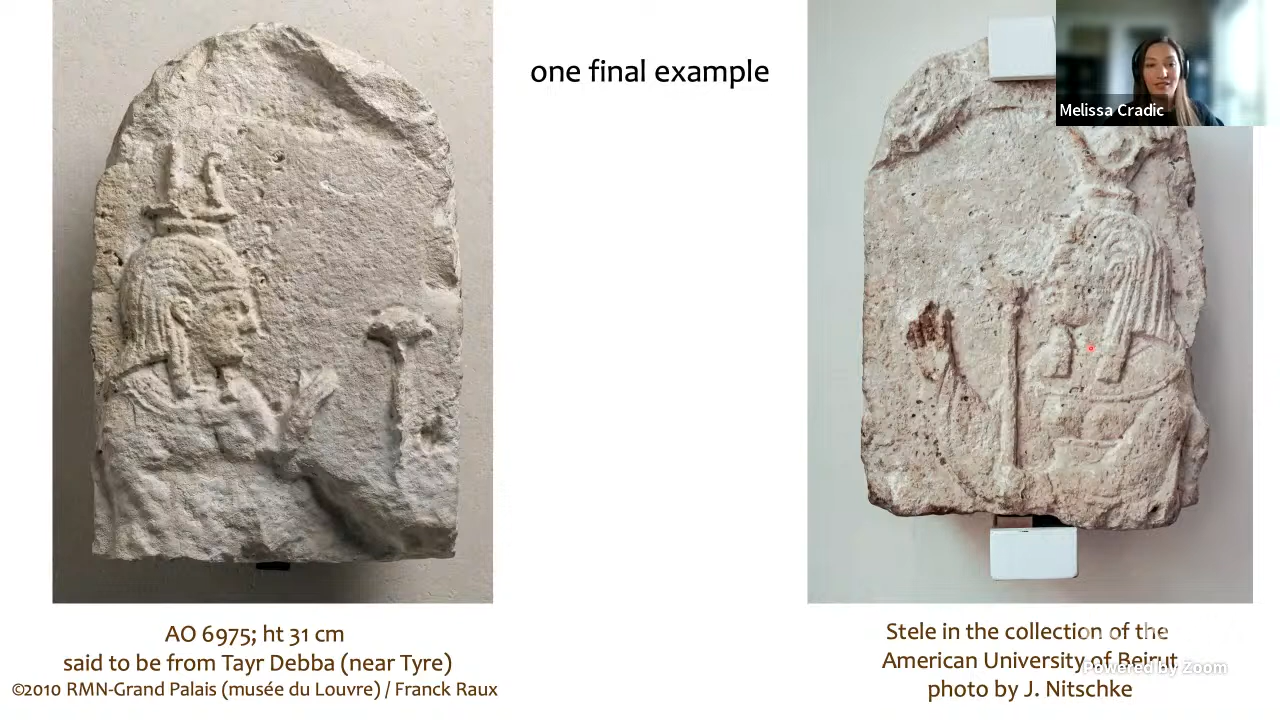 one final example
Melissa Cradic
AO 6975; ht 31 cm
said to be from Tayr Debba (near Tyre)
©2010 RMN-Grand Palais (musée du Louvre) / Franck Raux
Stele in the collection of the
American University of Beirut
photo by J. Nitschke
Powered by Zoom